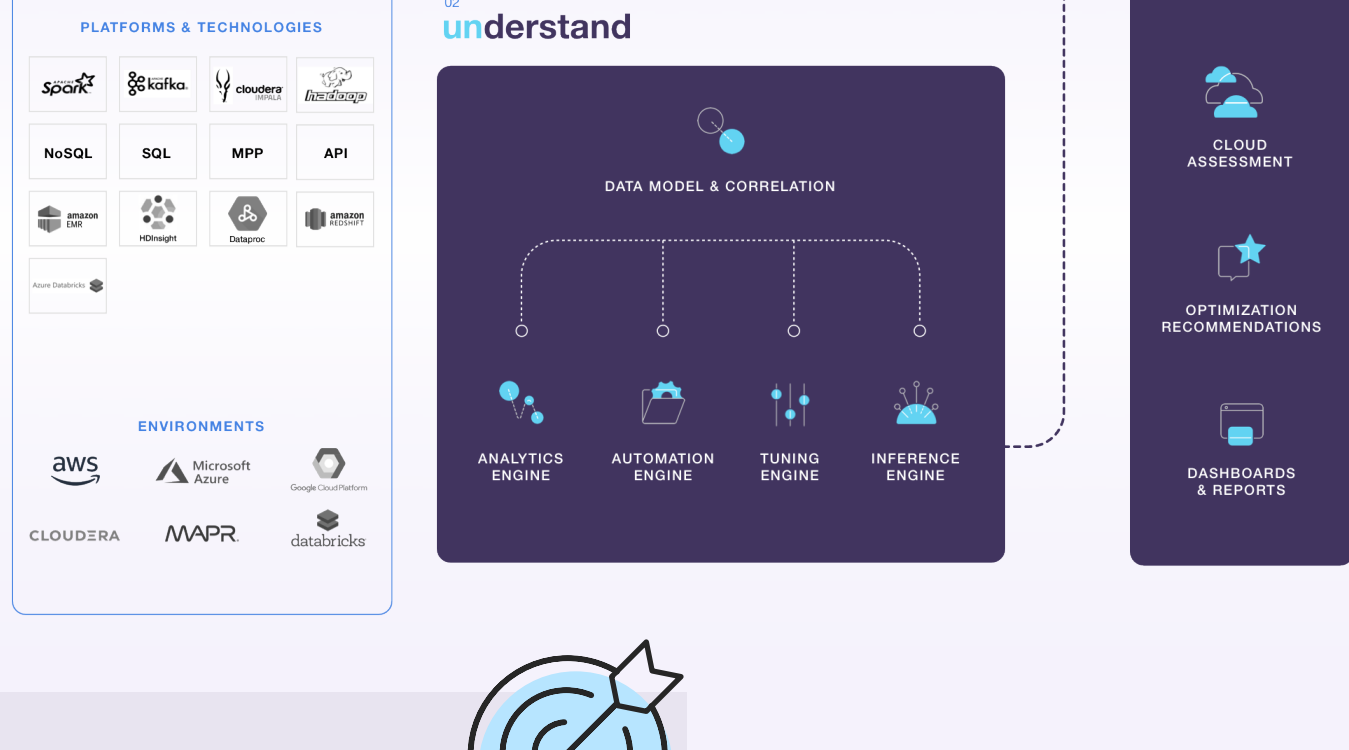 PLATFORMS & TECHNOLOGIES
APACHE
Spark
kafka.
cloudera
IMPALA
hadoop
NoSQL
SQL
MPP
API
amazon
EMR
HDInsight
Dataproc
amazon
REDSHIFT
Azure Databricks
ENVIRONMENTS
aws
Microsoft
Azure
Google Cloud Platform
CLOUDERA
MAPR.
databricks
02
understand
DATA MODEL & CORRELATION
ANALYTICS
ENGINE
AUTOMATION
ENGINE
TUNING
ENGINE
INFERENCE
ENGINE
CLOUD
ASSESSMENT
OPTIMIZATION
RECOMMENDATIONS
DASHBOARDS
& REPORTS